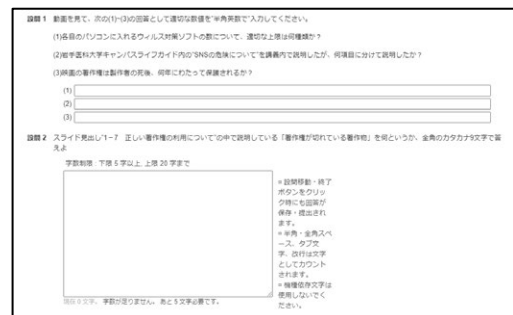 設問 1 動画を見て、次の(1)~(3)の回答として適切な数値を"半角英数で"入力してください。
(1)各自のパソコンに入れるウィルス対策ソフトの数について、適切な上限は何種類か？
(2)岩手医科大学キャンパスライフガイド内の"SNSの危険について"を講義内で説明したが、何項目に分けて説明したか？
(3)映画の著作権は製作者の死後、何年にわたって保護されるか？
(1)
(2)
(3)
設問 2 スライド見出し"1－7 正しい著作権の利用について"の中で説明している「著作権が切れている著作物」を何というか、全角のカタカナ9文字で答
えよ
字数制限：下限 5 字以上, 上限 20 字まで
= 設問移動・終了
ボタンをクリッ
ク時にも回答が
保存・提出され
ます。
= 半角・全角スペ
ース、タブ文
字、改行は文字
としてカウント
されます。
= 機種依存文字は
使用しないでく
ださい。
現在 0 文字。 字数が足りません。あと 5 文字必要です。